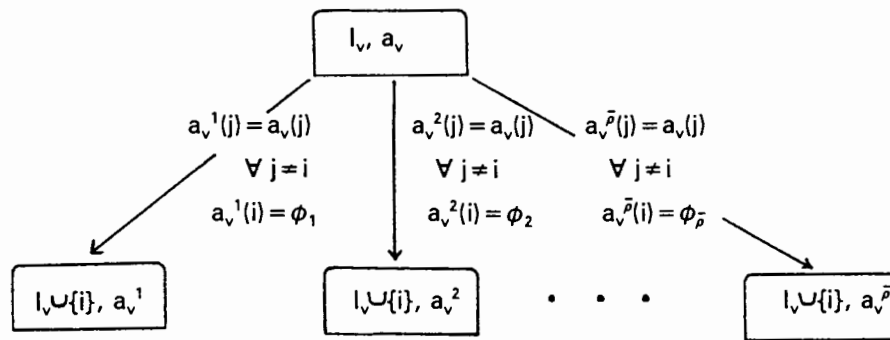 I_v, a_v
a_v^1(j) = a_v(j) a_v^2(j) = a_v(j) a_v^ρ̄(j) = a_v(j)
∀ j ≠ i ∀ j ≠ i ∀ j ≠ i
a_v^1(i) = ϕ_1 a_v^2(i) = ϕ_2 a_v^ρ̄(i) = ϕ_ρ̄
I_v∪{i}, a_v^1 I_v∪{i}, a_v^2 • • • I_v∪{i}, a_v^ρ̄